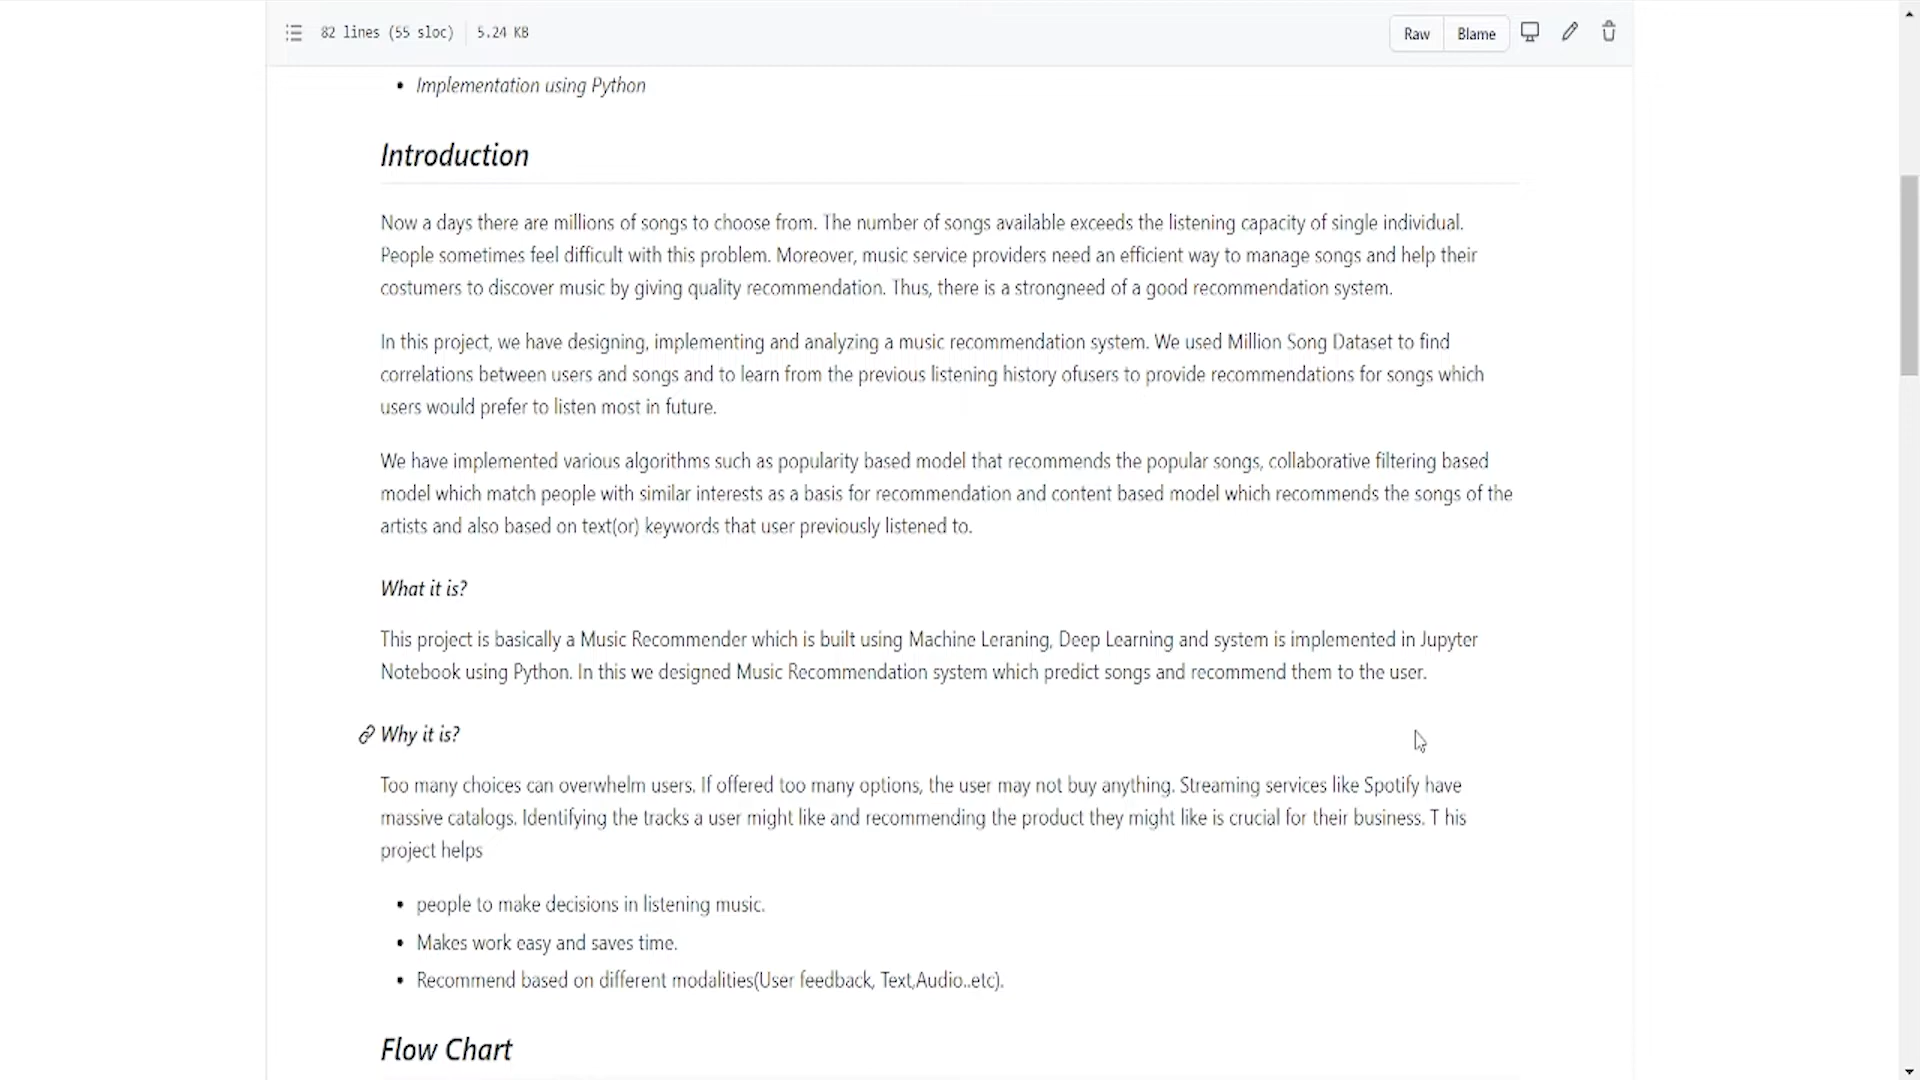 82 lines (55 sloc) 5.24 KB Raw Blame
Implementation using Python
Introduction
Now a days there are millions of songs to choose from. The number of songs available exceeds the listening capacity of single individual.
People sometimes feel difficult with this problem. Moreover, music service providers need an efficient way to manage songs and help their
costumers to discover music by giving quality recommendation. Thus, there is a strongneed of a good recommendation system.
In this project, we have designing, implementing and analyzing a music recommendation system. We used Million Song Dataset to find
correlations between users and songs and to learn from the previous listening history ofusers to provide recommendations for songs which
users would prefer to listen most in future.
We have implemented various algorithms such as popularity based model that recommends the popular songs, collaborative filtering based
model which match people with similar interests as a basis for recommendation and content based model which recommends the songs of the
artists and also based on text(or) keywords that user previously listened to.
What it is?
This project is basically a Music Recommender which is built using Machine Leraning, Deep Learning and system is implemented in Jupyter
Notebook using Python. In this we designed Music Recommendation system which predict songs and recommend them to the user.
Why it is?
Too many choices can overwhelm users. If offered too many options, the user may not buy anything. Streaming services like Spotify have
massive catalogs. Identifying the tracks a user might like and recommending the product they might like is crucial for their business. T his
project helps
people to make decisions in listening music.
Makes work easy and saves time.
Recommend based on different modalities(User feedback, Text,Audio..etc).
Flow Chart